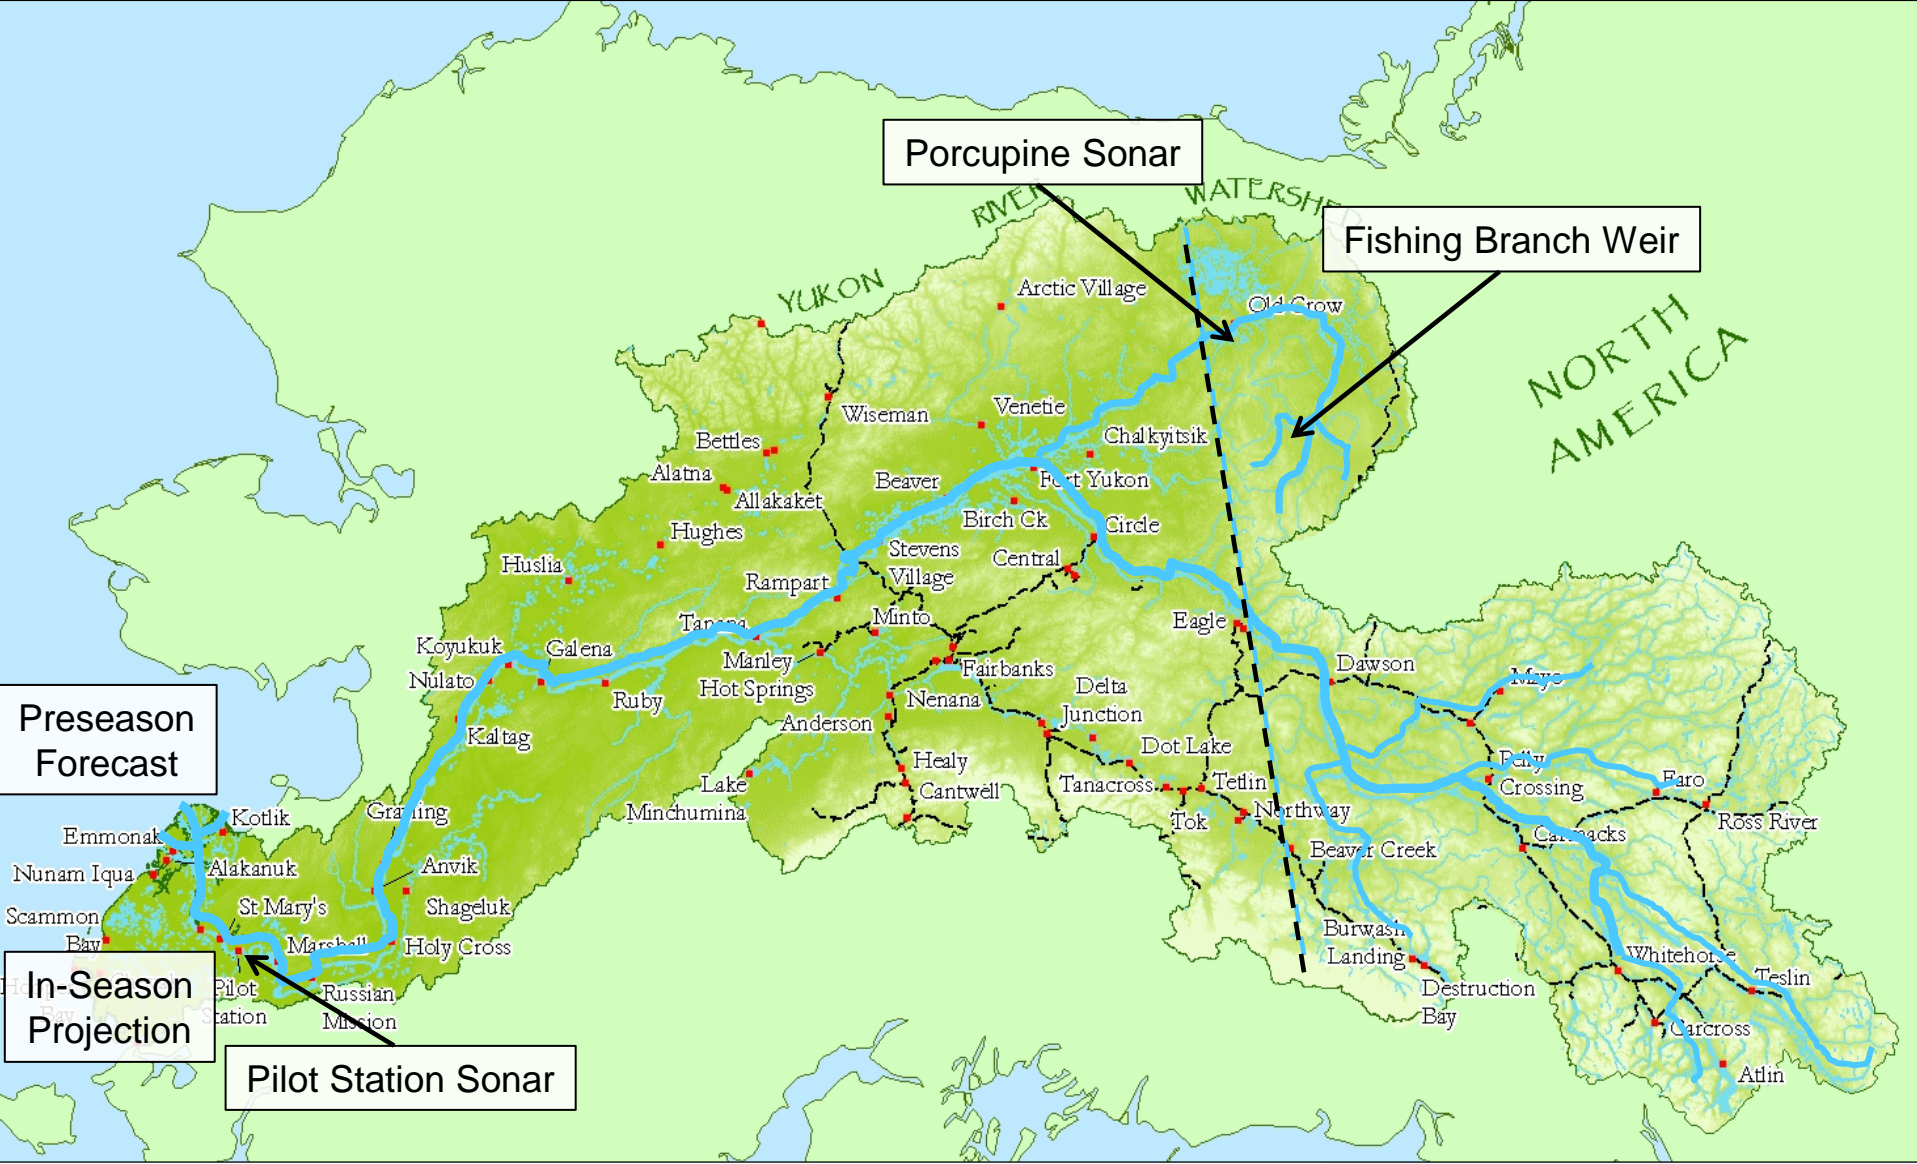 Porcupine Sonar
RIVER
WATERSHED
Fishing Branch Weir
YUKON
Arctic Village
Old Crow
NORTH
AMERICA
Wiseman
Venetie
Chalkyitsik
Bettles
Alatna
Allakaket
Beaver
Fort Yukon
Birch Ck
Circle
Hughes
Huslia
Stevens
Village
Central
Rampart
Minto
Eagle
Tanana
Koyukuk
Galena
Manley
Hot Springs
Fairbanks
Dawson
Mayo
Nulato
Ruby
Nenana
Delta
Junction
Preseason
Forecast
Kaltag
Anderson
Dot Lake
Healy
Pelly
Crossing
Faro
Lake
Minchumina
Cantwell
Tanacross
Tetlin
Tok
Northway
Ross River
Grayling
Kotlik
Emmonak
Carmacks
Beaver Creek
Nunam Iqua
Alakanuk
Anvik
Shageluk
Scammon
Bay
St Mary's
Marshall
Holy Cross
Burwash
Landing
Whitehorse
Teslin
In-Season
Projection
Pilot
Station
Russian
Mission
Destruction
Bay
Carcross
Atlin
Pilot Station Sonar